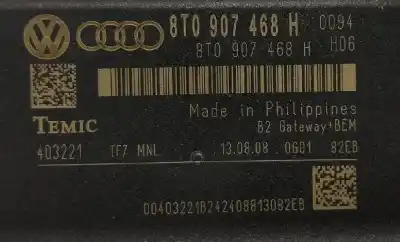 8T0 907 468 H 0094
8T0 907 468 H H06
Made in Philippines
TEMIC B2 Gateway+BEM
403221 TF7 MNL 13.08.08 0601 82EB
00403221B242408813082EB